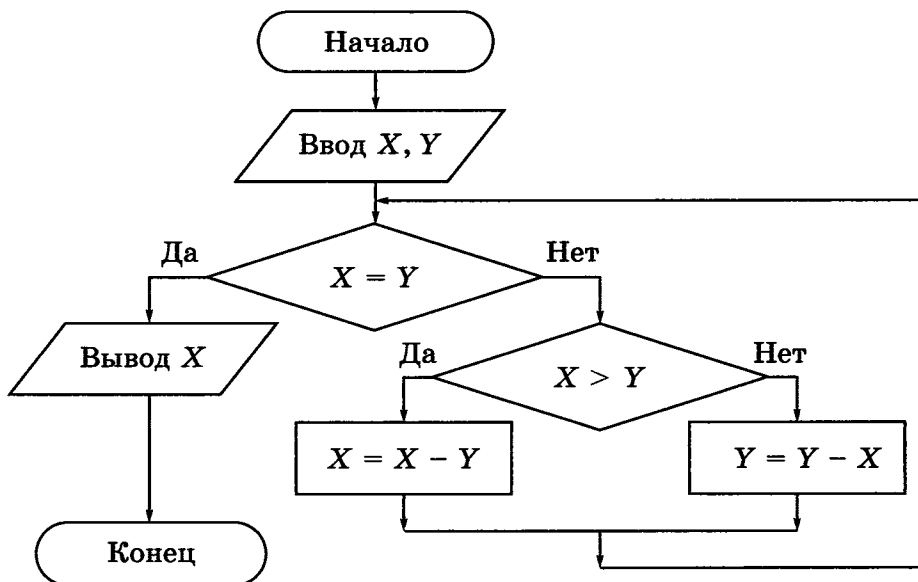 Начало
Ввод X, Y
Да
Нет
X = Y
Вывод X
Да
Нет
X > Y
X = X − Y
Y = Y − X
Конец